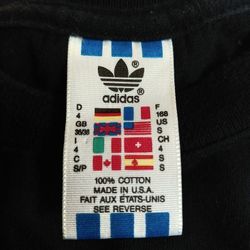 adidas
D F
4 168
GB US
36/38 S
I CH
4 4
C S
S/P S
100% COTTON
MADE IN U.S.A.
FAIT AUX ÉTATS-UNIS
SEE REVERSE